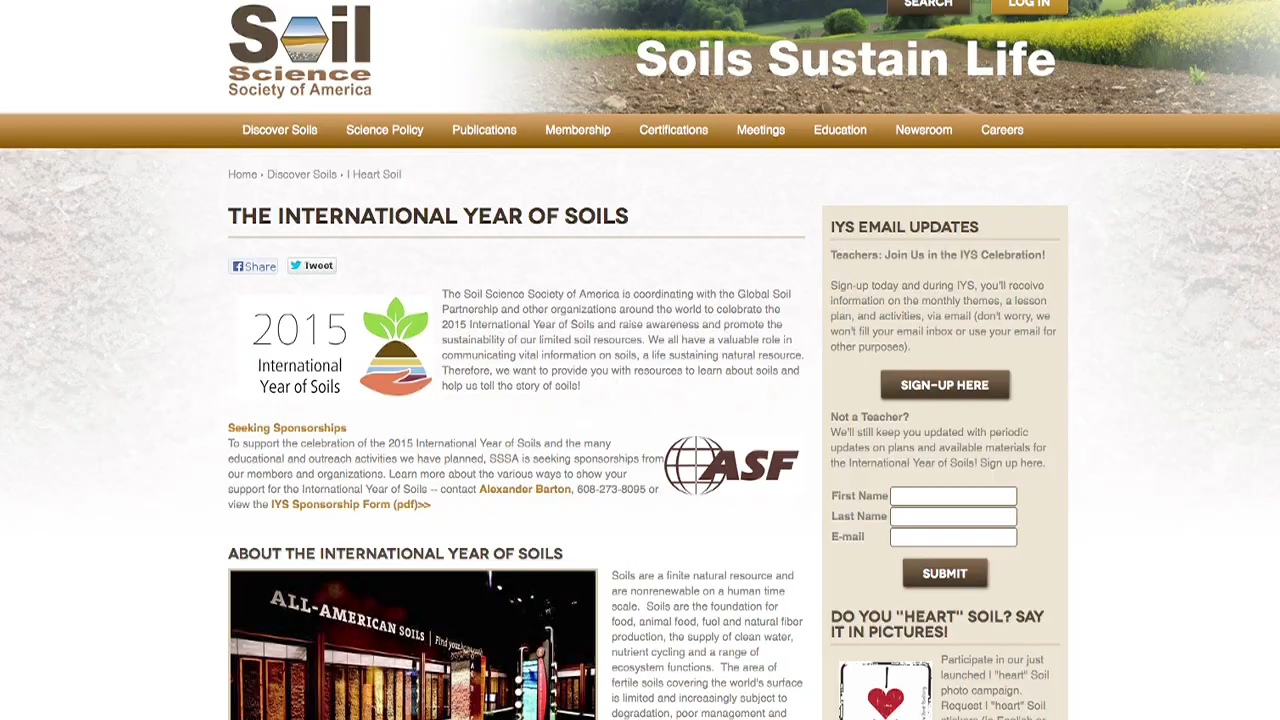 SEARCH
LOG IN
Soil
Science
Society of America
Soils Sustain Life
Discover Soils Science Policy Publications Membership Certifications Meetings Education Newsroom Careers
Home › Discover Soils › I Heart Soil
THE INTERNATIONAL YEAR OF SOILS
Share
Tweet
2015
International
Year of Soils
The Soil Science Society of America is coordinating with the Global Soil
Partnership and other organizations around the world to celebrate the
2015 International Year of Soils and raise awareness and promote the
sustainability of our limited soil resources. We all have a valuable role in
communicating vital information on soils, a life sustaining natural resource.
Therefore, we want to provide you with resources to learn about soils and
help us tell the story of soils!
Seeking Sponsorships
To support the celebration of the 2015 International Year of Soils and the many
educational and outreach activities we have planned, SSSA is seeking sponsorships from
our members and organizations. Learn more about the various ways to show your
support for the International Year of Soils -- contact Alexander Barton, 608-273-8095 or
view the IYS Sponsorship Form (pdf)>>
ASF
ABOUT THE INTERNATIONAL YEAR OF SOILS
ALL-AMERICAN SOILS | Find your
Soils are a finite natural resource and
are nonrenewable on a human time
scale. Soils are the foundation for
food, animal food, fuel and natural fiber
production, the supply of clean water,
nutrient cycling and a range of
ecosystem functions. The area of
fertile soils covering the world's surface
is limited and increasingly subject to
degradation, poor management and
IYS EMAIL UPDATES
Teachers: Join Us in the IYS Celebration!
Sign-up today and during IYS, you'll receive
information on the monthly themes, a lesson
plan, and activities, via email (don't worry, we
won't fill your email inbox or use your email for
other purposes).
SIGN-UP HERE
Not a Teacher?
We'll still keep you updated with periodic
updates on plans and available materials for
the International Year of Soils! Sign up here.
First Name
Last Name
E-mail
SUBMIT
DO YOU "HEART" SOIL? SAY
IT IN PICTURES!
Participate in our just
launched I "heart" Soil
photo campaign.
Request I "heart" Soil
stickers (in English or